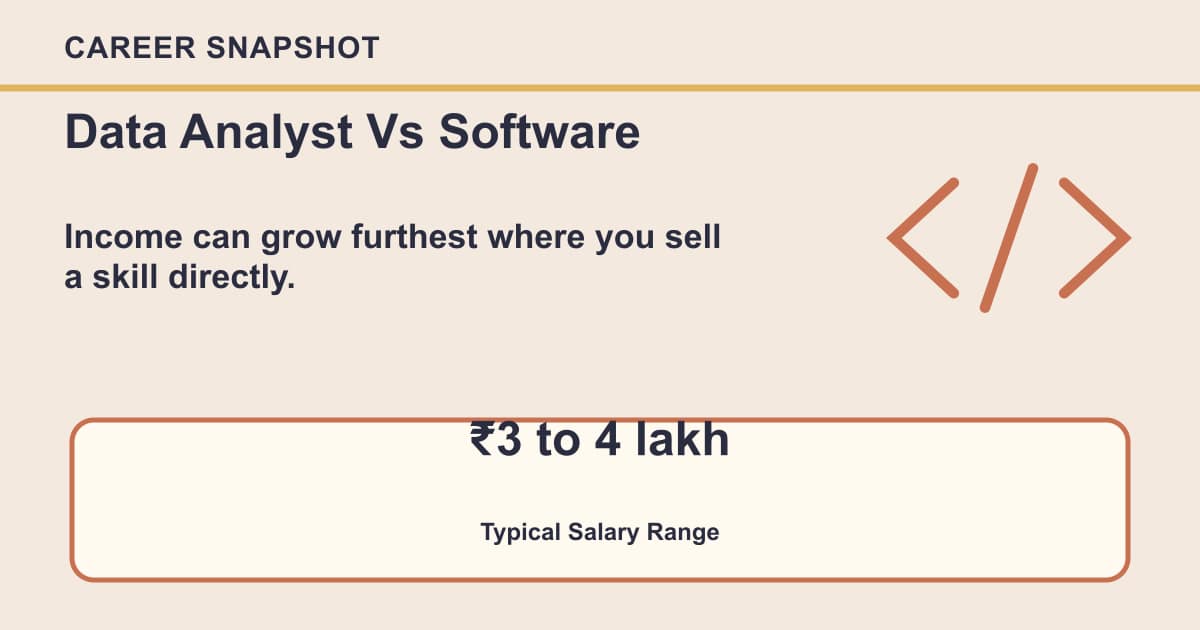 CAREER SNAPSHOT
Data Analyst Vs Software
Income can grow furthest where you sell
a skill directly.
₹3 to 4 lakh
Typical Salary Range